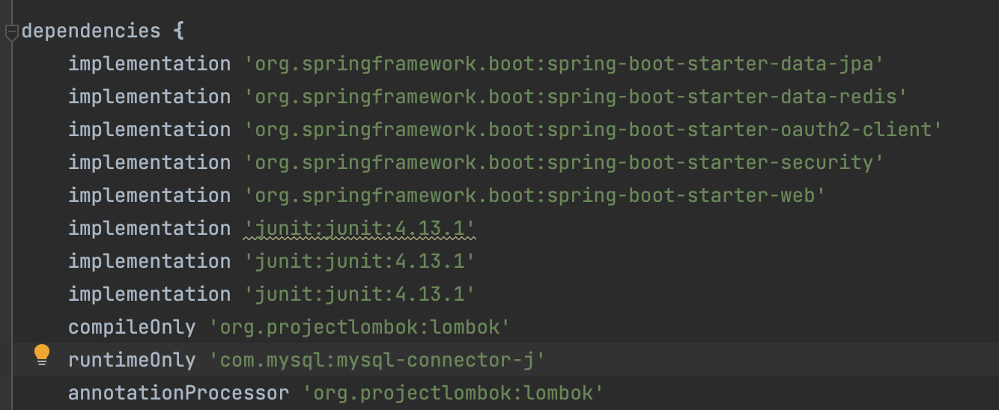 dependencies {
    implementation 'org.springframework.boot:spring-boot-starter-data-jpa'
    implementation 'org.springframework.boot:spring-boot-starter-data-redis'
    implementation 'org.springframework.boot:spring-boot-starter-oauth2-client'
    implementation 'org.springframework.boot:spring-boot-starter-security'
    implementation 'org.springframework.boot:spring-boot-starter-web'
    implementation 'junit:junit:4.13.1'
    implementation 'junit:junit:4.13.1'
    implementation 'junit:junit:4.13.1'
    compileOnly 'org.projectlombok:lombok'
    runtimeOnly 'com.mysql:mysql-connector-j'
    annotationProcessor 'org.projectlombok:lombok'